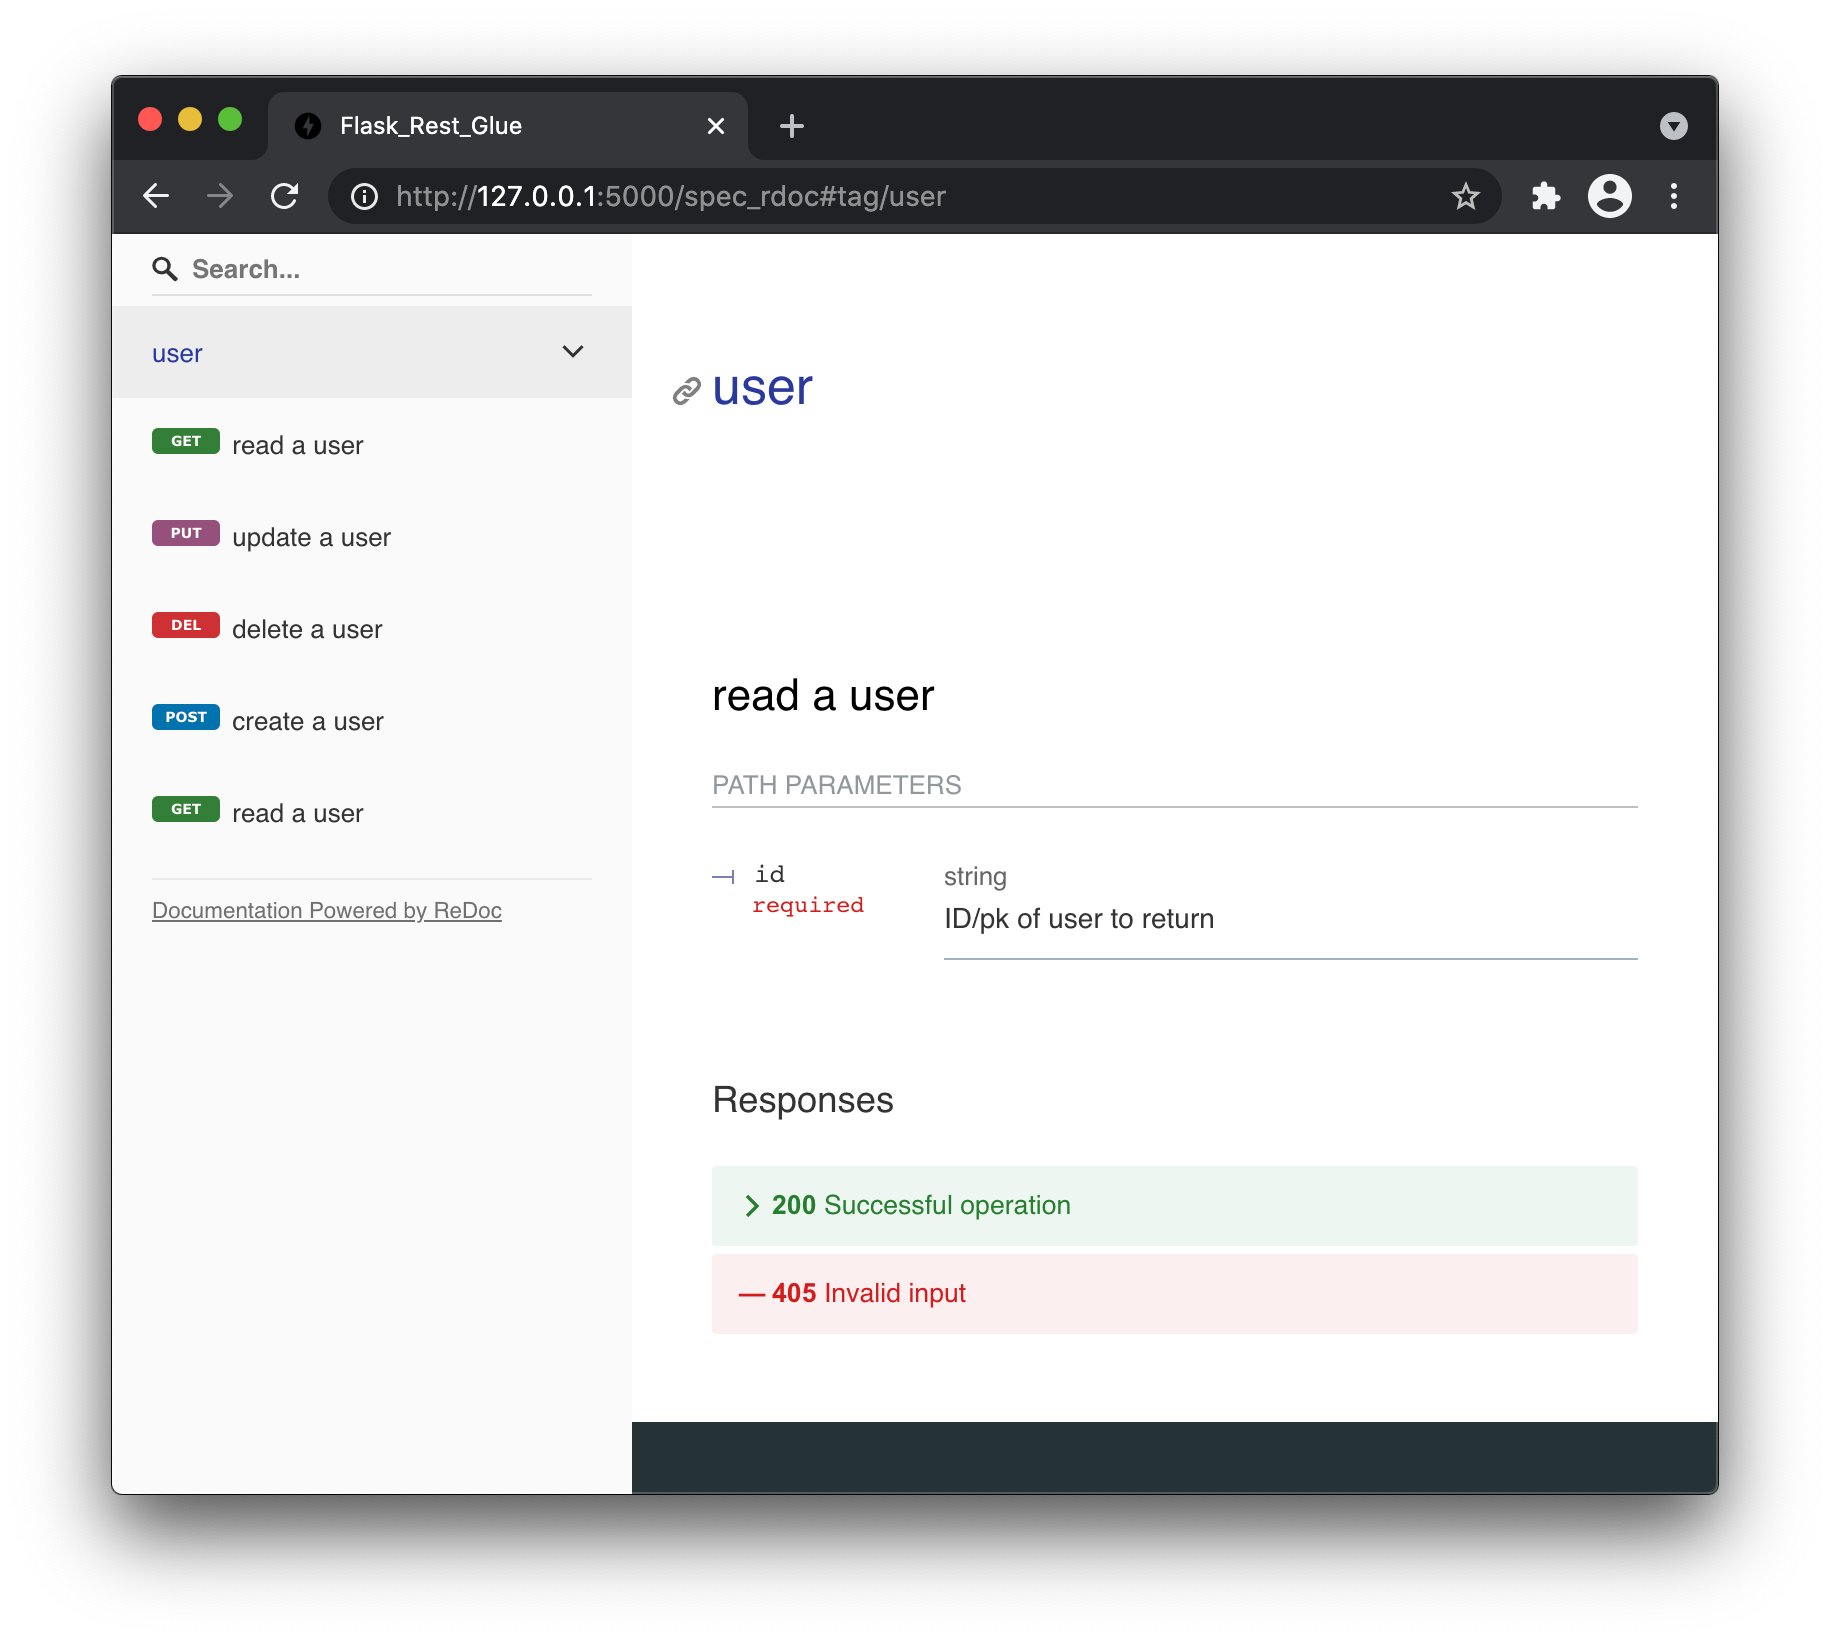 Flask_Rest_Glue
http://127.0.0.1:5000/spec_rdoc#tag/user
Search...
user
GET read a user
PUT update a user
DEL delete a user
POST create a user
GET read a user
Documentation Powered by ReDoc
user
read a user
PATH PARAMETERS
id
required
string
ID/pk of user to return
Responses
200 Successful operation
405 Invalid input